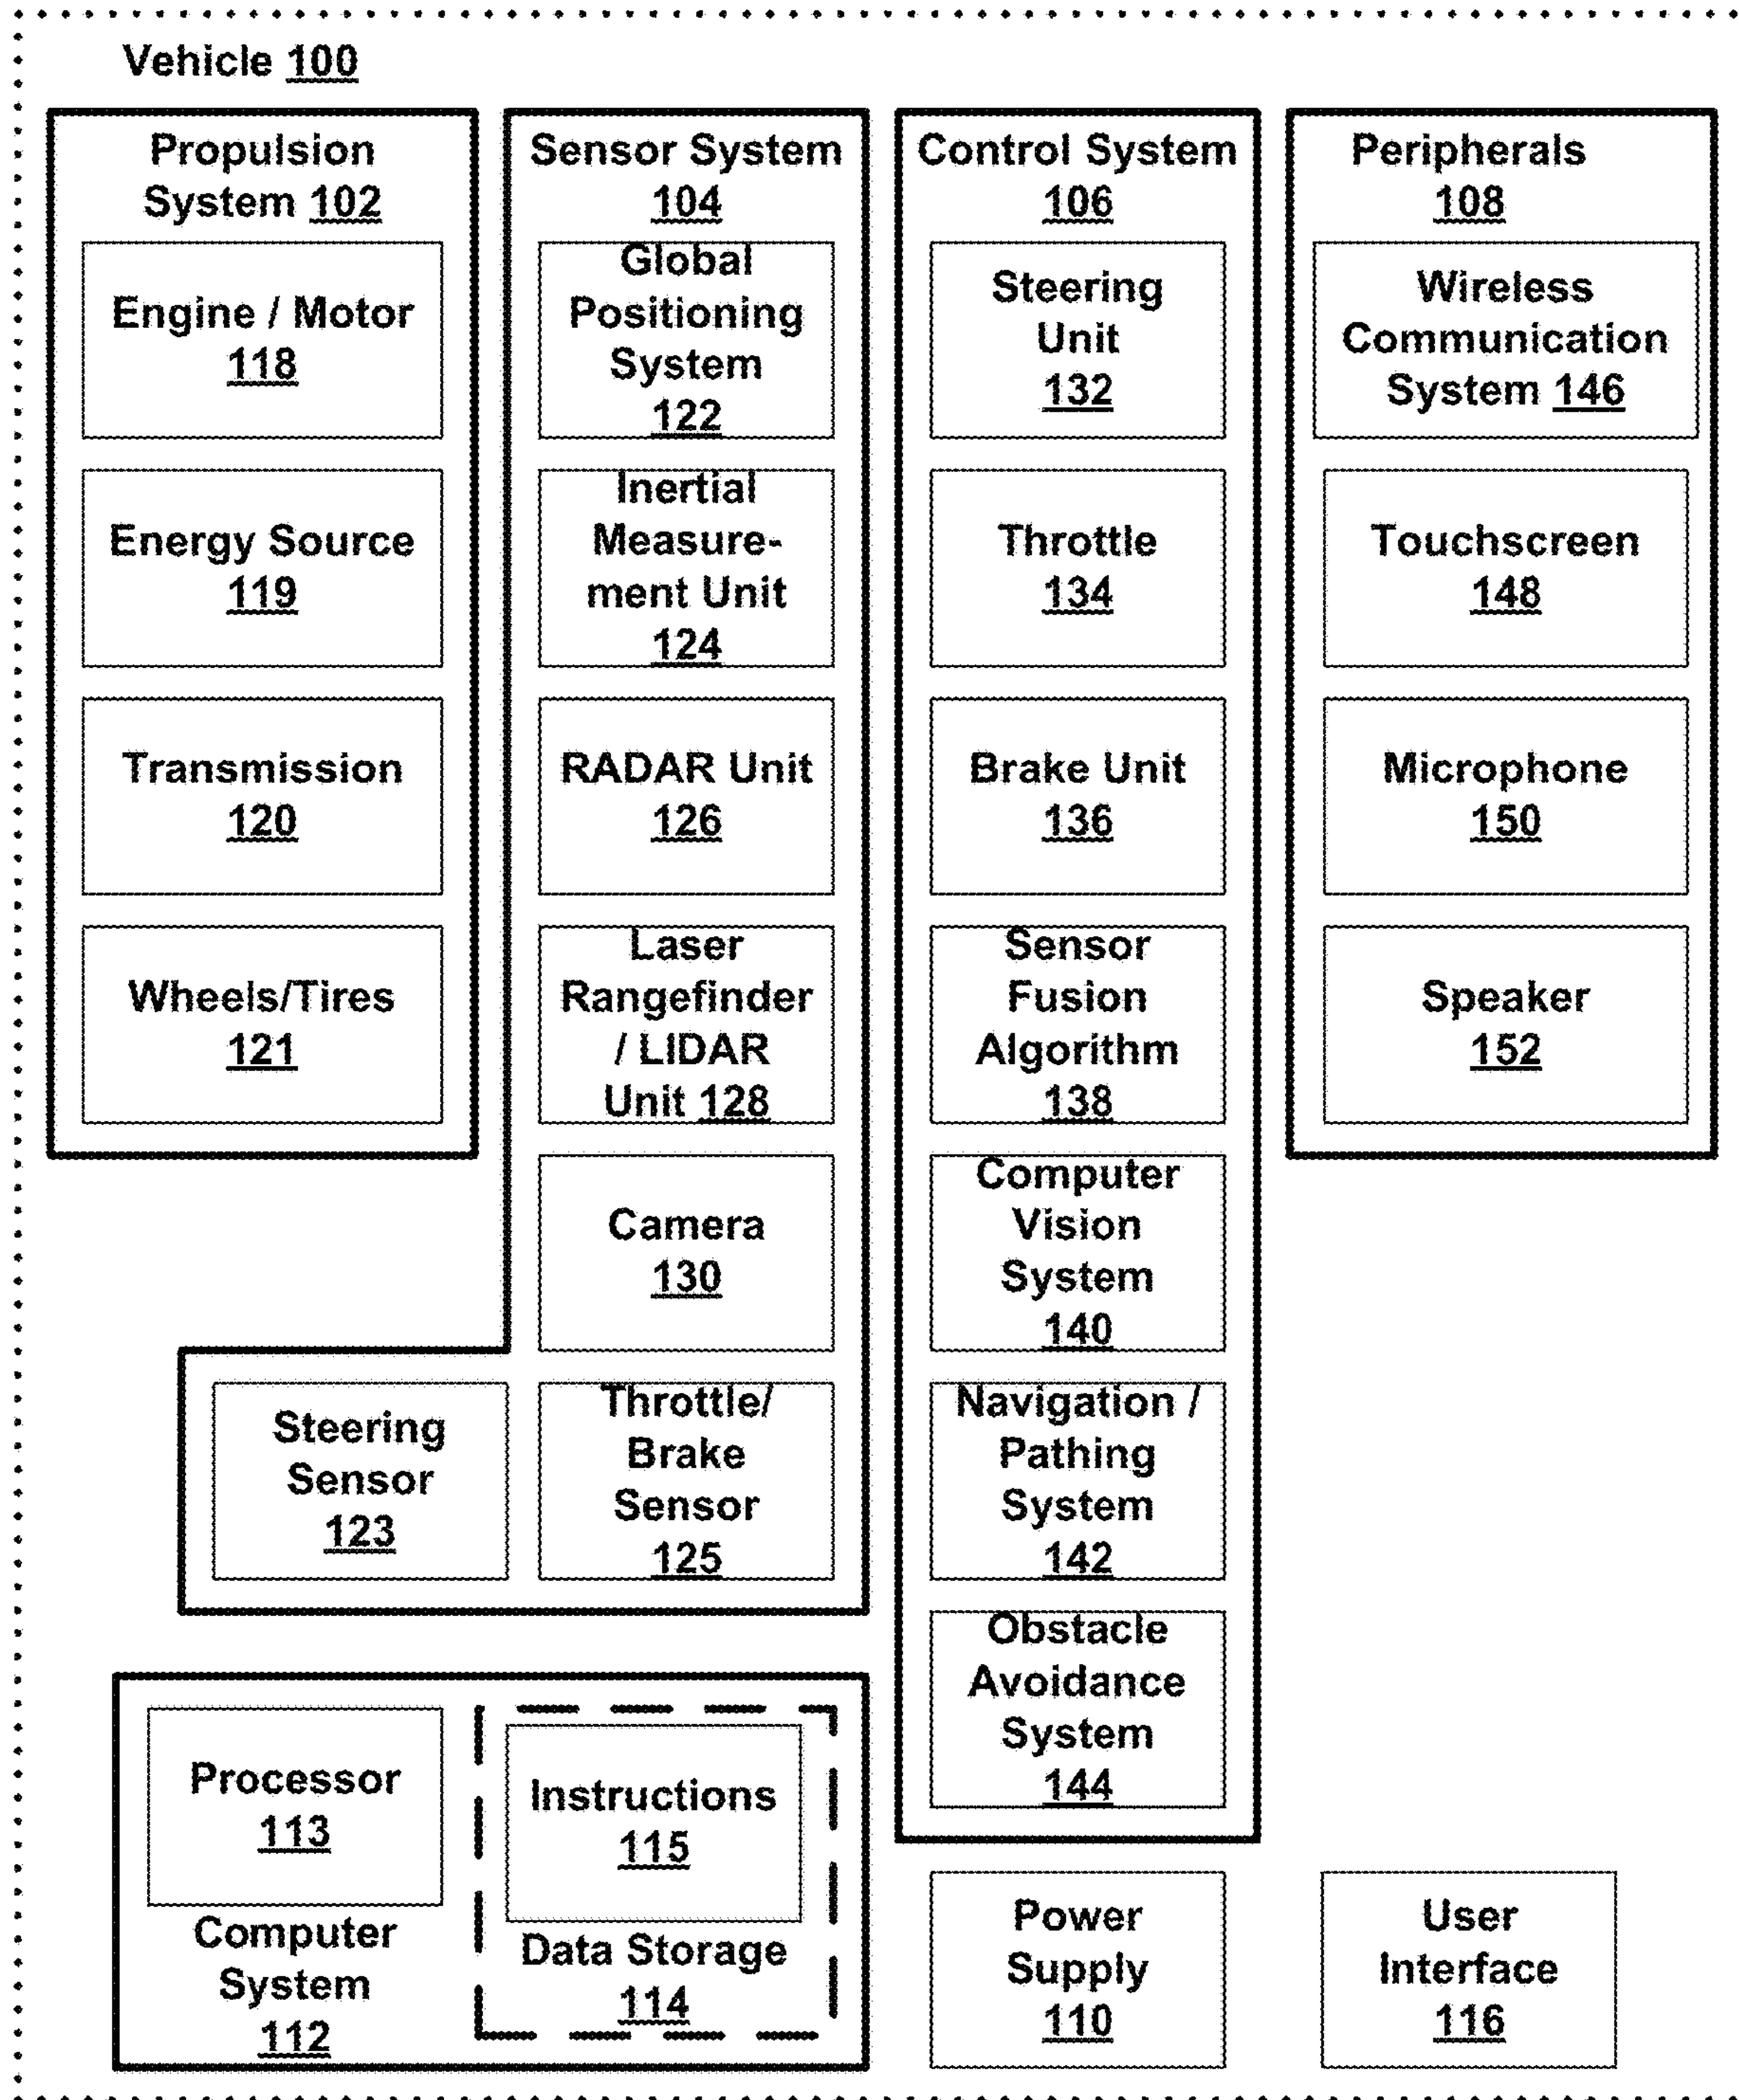 Vehicle 100
Propulsion
System 102
Engine / Motor
118
Energy Source
119
Transmission
120
Wheels/Tires
121
Sensor System
104
Global
Positioning
System
122
Inertial
Measure-
ment Unit
124
RADAR Unit
126
Laser
Rangefinder
/ LIDAR
Unit 128
Camera
130
Steering
Sensor
123
Throttle/
Brake
Sensor
125
Control System
106
Steering
Unit
132
Throttle
134
Brake Unit
136
Sensor
Fusion
Algorithm
138
Computer
Vision
System
140
Navigation /
Pathing
System
142
Obstacle
Avoidance
System
144
Peripherals
108
Wireless
Communication
System 146
Touchscreen
148
Microphone
150
Speaker
152
Processor
113
Computer
System
112
Instructions
115
Data Storage
114
Power
Supply
110
User
Interface
116